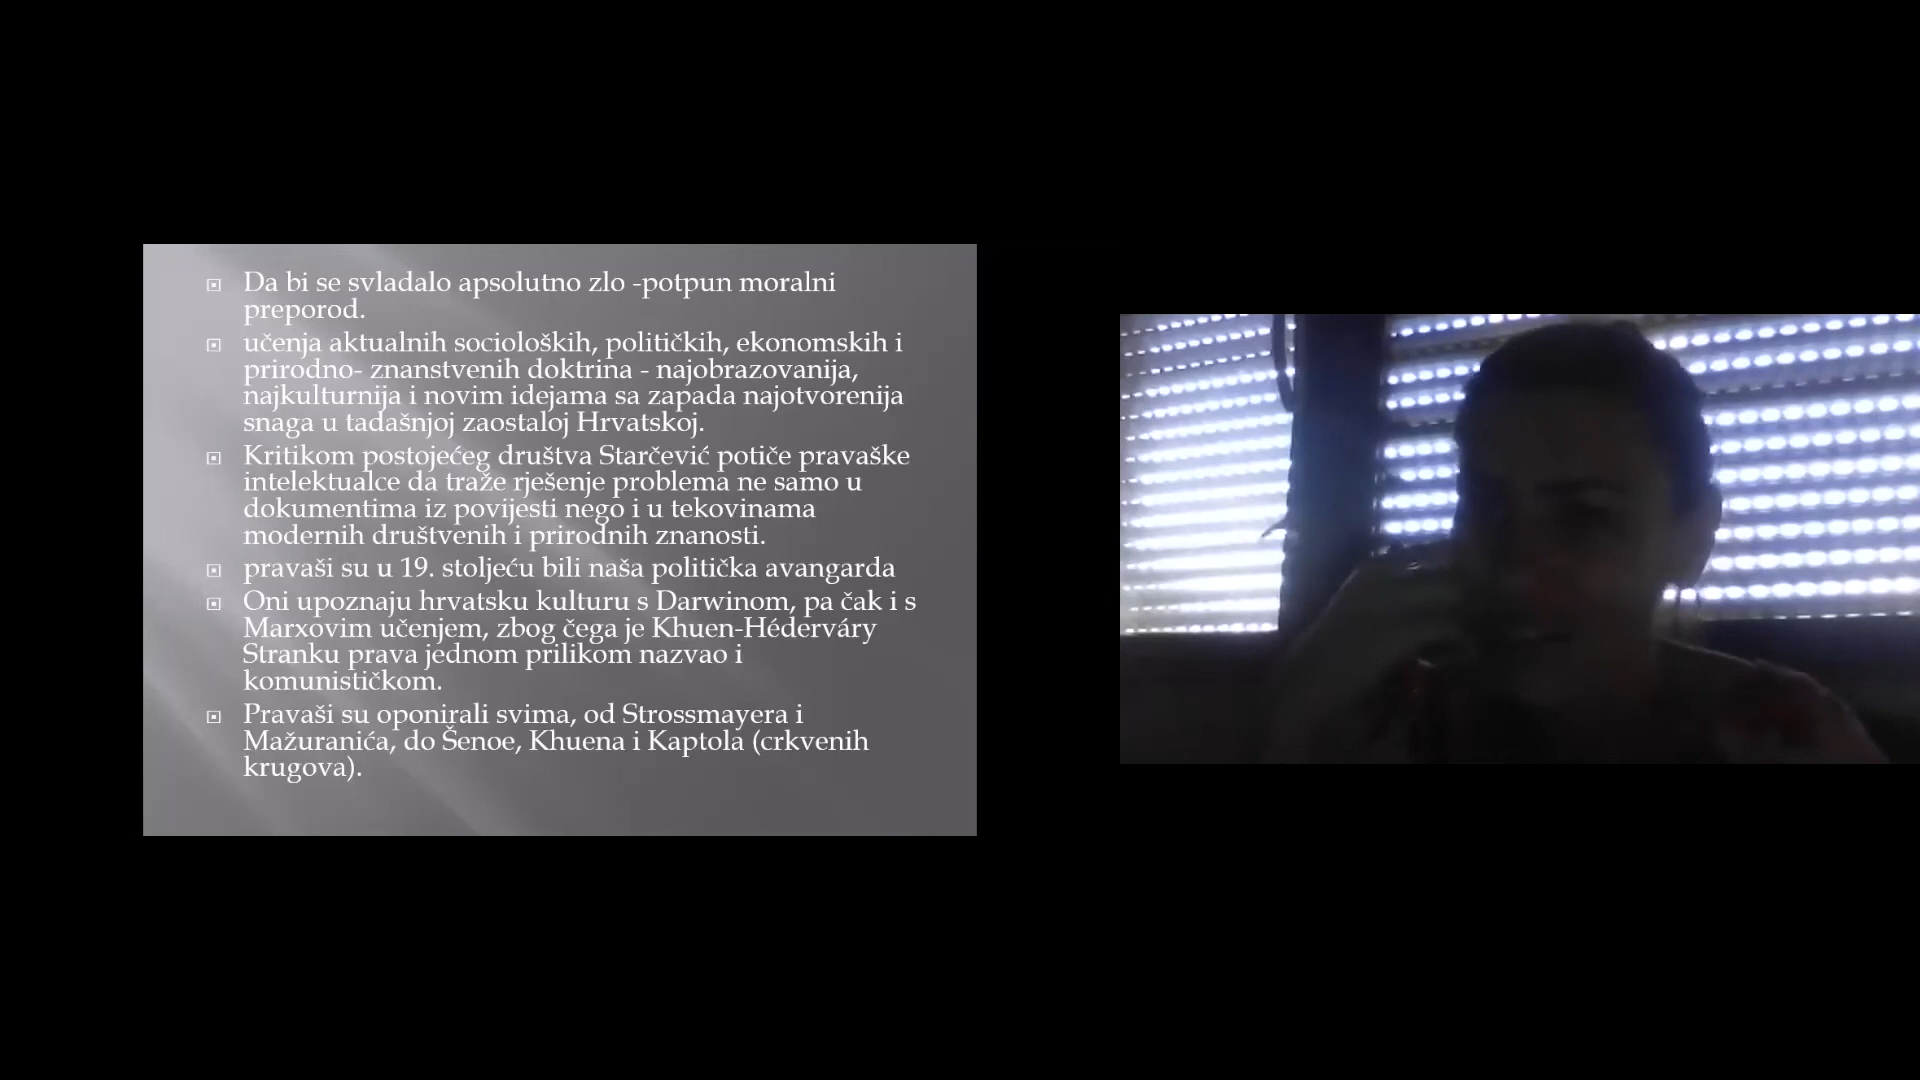 Da bi se svladalo apsolutno zlo -potpun moralni
preporod.
učenja aktualnih socioloških, političkih, ekonomskih i
prirodno- znanstvenih doktrina - najobrazovanija,
najkulturnija i novim idejama sa zapada najotvorenija
snaga u tadašnjoj zaostaloj Hrvatskoj.
Kritikom postojećeg društva Starčević potiče pravaške
intelektualce da traže rješenje problema ne samo u
dokumentima iz povijesti nego i u tekovinama
modernih društvenih i prirodnih znanosti.
pravaši su u 19. stoljeću bili naša politička avangarda
Oni upoznaju hrvatsku kulturu s Darwinom, pa čak i s
Marxovim učenjem, zbog čega je Khuen-Héderváry
Stranku prava jednom prilikom nazvao i
komunističkom.
Pravaši su oponirali svima, od Strossmayera i
Mažuranića, do Šenoe, Khuena i Kaptola (crkvenih
krugova).